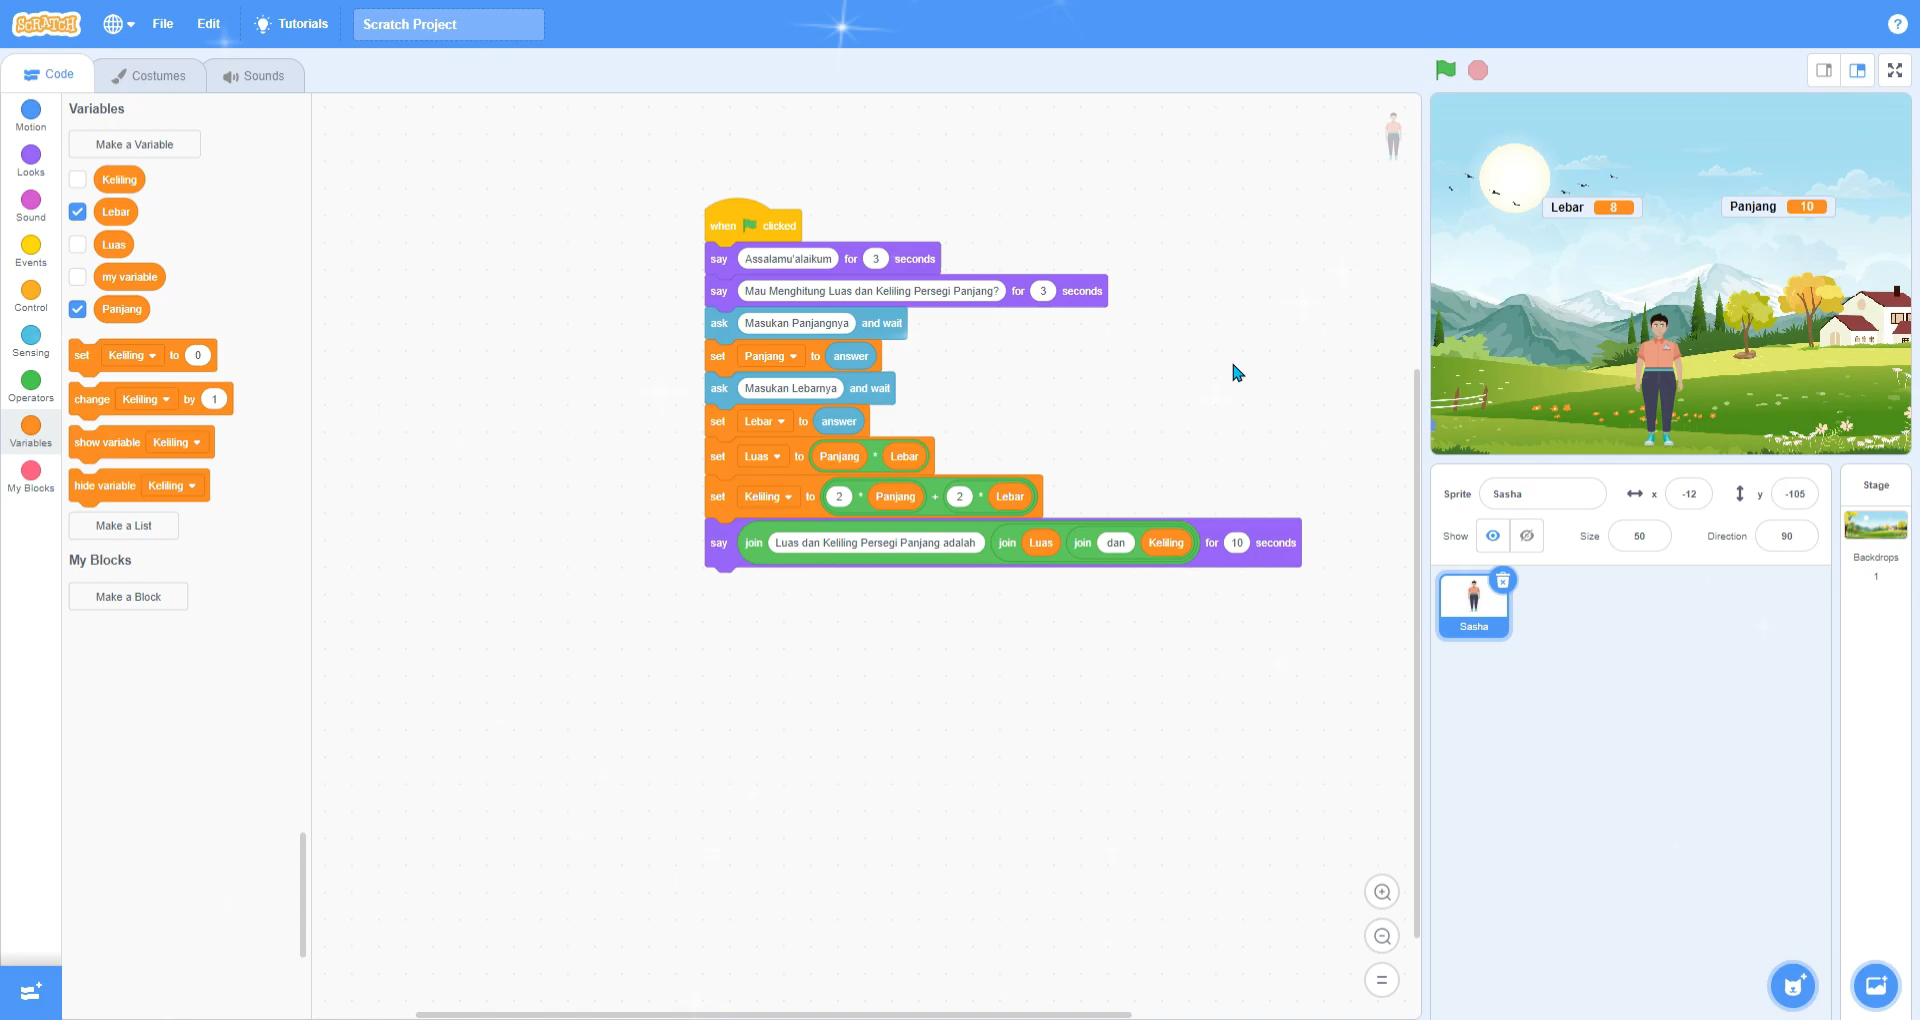 SCRATCH File Edit Tutorials Scratch Project ?
Code Costumes Sounds
Motion
Looks
Sound
Events
Control
Sensing
Operators
Variables
My Blocks
Variables
Make a Variable
Keliling
Lebar
Luas
my variable
Panjang
set Keliling to 0
change Keliling by 1
show variable Keliling
hide variable Keliling
Make a List
My Blocks
Make a Block
when clicked
say Assalamu'alaikum for 3 seconds
say Mau Menghitung Luas dan Keliling Persegi Panjang? for 3 seconds
ask Masukan Panjangnya and wait
set Panjang to answer
ask Masukan Lebarnya and wait
set Lebar to answer
set Luas to Panjang * Lebar
set Keliling to 2 * Panjang + 2 * Lebar
say join Luas dan Keliling Persegi Panjang adalah join Luas join dan Keliling for 10 seconds
Lebar 8
Panjang 10
Sprite Sasha x -12 y -105
Show Size 50 Direction 90
Sasha
Stage
Backdrops
1